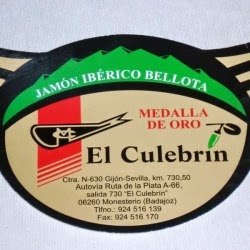 JAMÓN IBÉRICO BELLOTA
MEDALLA
DE ORO
El Culebrín
Ctra. N-630 Gijón-Sevilla, km. 730,50
Autovía Ruta de la Plata A-66,
salida 730 "El Culebrín"
06260 Monesterio (Badajoz)
Tlfno.: 924 516 139
Fax: 924 516 170